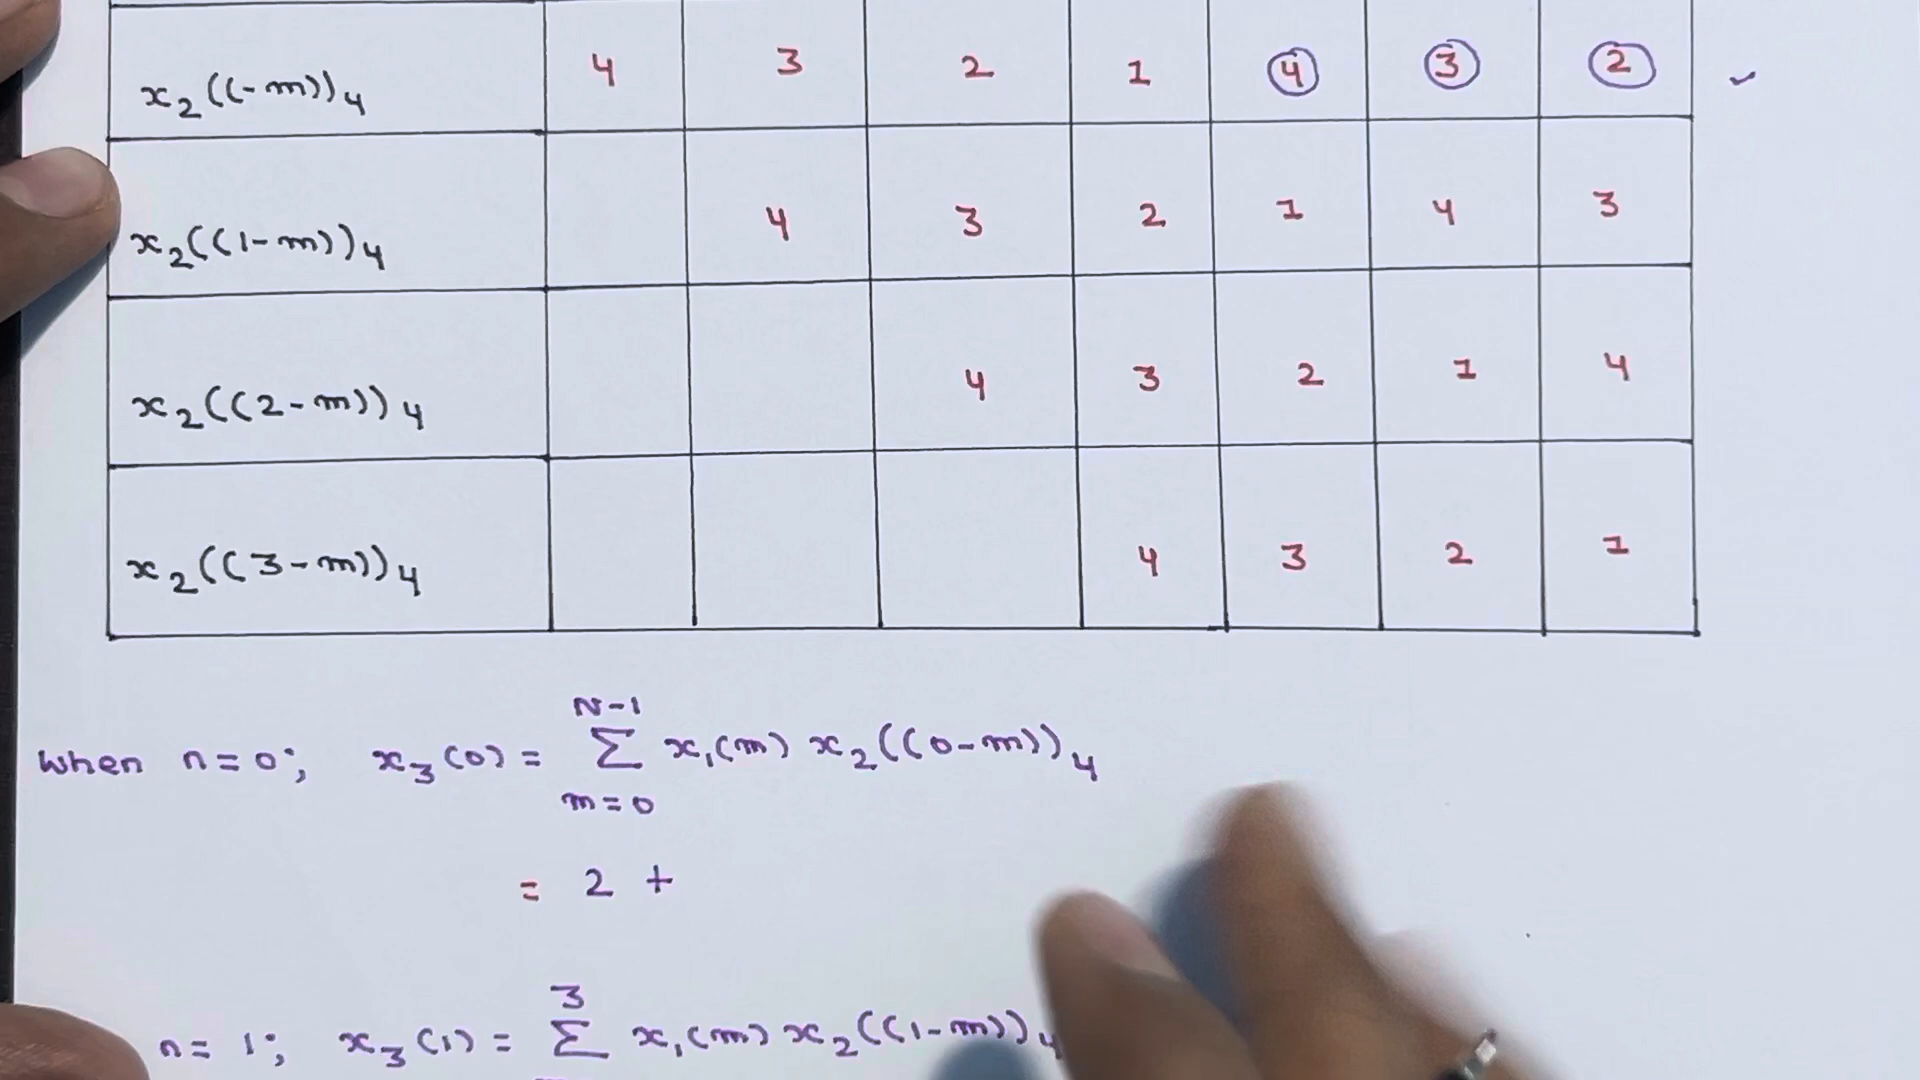 x₂((-m))₄ 4 3 2 1 4 3 2 ✓
x₂((1-m))₄ 4 3 2 1 4 3
x₂((2-m))₄ 4 3 2 1 4
x₂((3-m))₄ 4 3 2 1
N-1
When n=0; x₃(0) = Σ x₁(m) x₂((0-m))₄
m=0
= 2 +
3
n= 1; x₃(1) = Σ x₁(m) x₂((1-m))₄